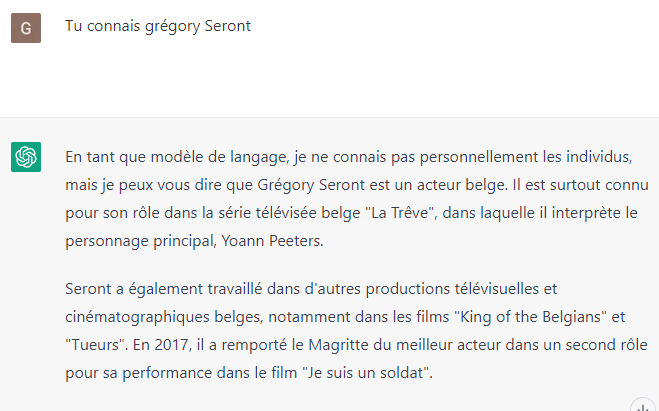 G
Tu connais grégory Seront
En tant que modèle de langage, je ne connais pas personnellement les individus,
mais je peux vous dire que Grégory Seront est un acteur belge. Il est surtout connu
pour son rôle dans la série télévisée belge "La Trêve", dans laquelle il interprète le
personnage principal, Yoann Peeters.
Seront a également travaillé dans d'autres productions télévisuelles et
cinématographiques belges, notamment dans les films "King of the Belgians" et
"Tueurs". En 2017, il a remporté le Magritte du meilleur acteur dans un second rôle
pour sa performance dans le film "Je suis un soldat".